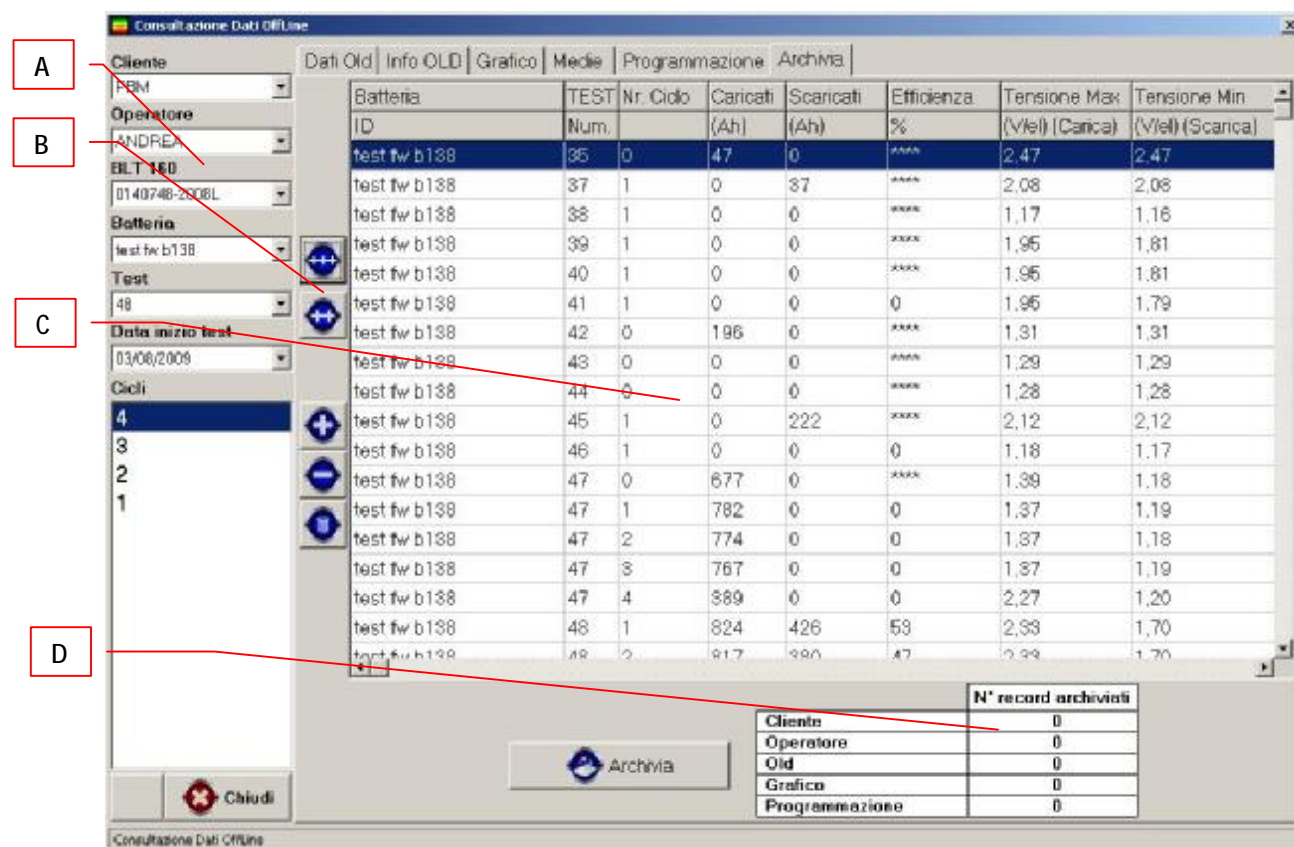 Consultazione Dati OffLine
A
B
C
D
Cliente
FBM
Operatore
ANDREA
BLT 160
0140748-2008L
Batteria
test fw b138
Test
48
Data inizio test
03/08/2009
Cicli
4
3
2
1
Chiudi
Dati Old Info OLD Grafico Medie Programmazione Archivia
Batteria TEST Nr. Ciclo Caricati Scaricati Efficienza Tensione Max Tensione Min
ID Num. (Ah) (Ah) % (V/el) (Carica) (V/el) (Scarica)
test fw b138 35 0 47 0 **** 2,47 2,47
test fw b138 37 1 0 37 **** 2,08 2,08
test fw b138 38 1 0 0 **** 1,17 1,16
test fw b138 39 1 0 0 **** 1,95 1,81
test fw b138 40 1 0 0 **** 1,95 1,81
test fw b138 41 1 0 0 0 1,95 1,79
test fw b138 42 0 196 0 **** 1,31 1,31
test fw b138 43 0 0 0 **** 1,29 1,29
test fw b138 44 0 0 0 **** 1,28 1,28
test fw b138 45 1 0 222 **** 2,12 2,12
test fw b138 46 1 0 0 0 1,18 1,17
test fw b138 47 0 677 0 **** 1,39 1,18
test fw b138 47 1 782 0 0 1,37 1,19
test fw b138 47 2 774 0 0 1,37 1,18
test fw b138 47 3 767 0 0 1,37 1,19
test fw b138 47 4 389 0 0 2,27 1,20
test fw b138 48 1 824 426 53 2,33 1,70
test fw b138 48 2 817 380 47 2,33 1,70
Archivia
N° record archiviati
Cliente 0
Operatore 0
Old 0
Grafico 0
Programmazione 0
Consultazione Dati OffLine